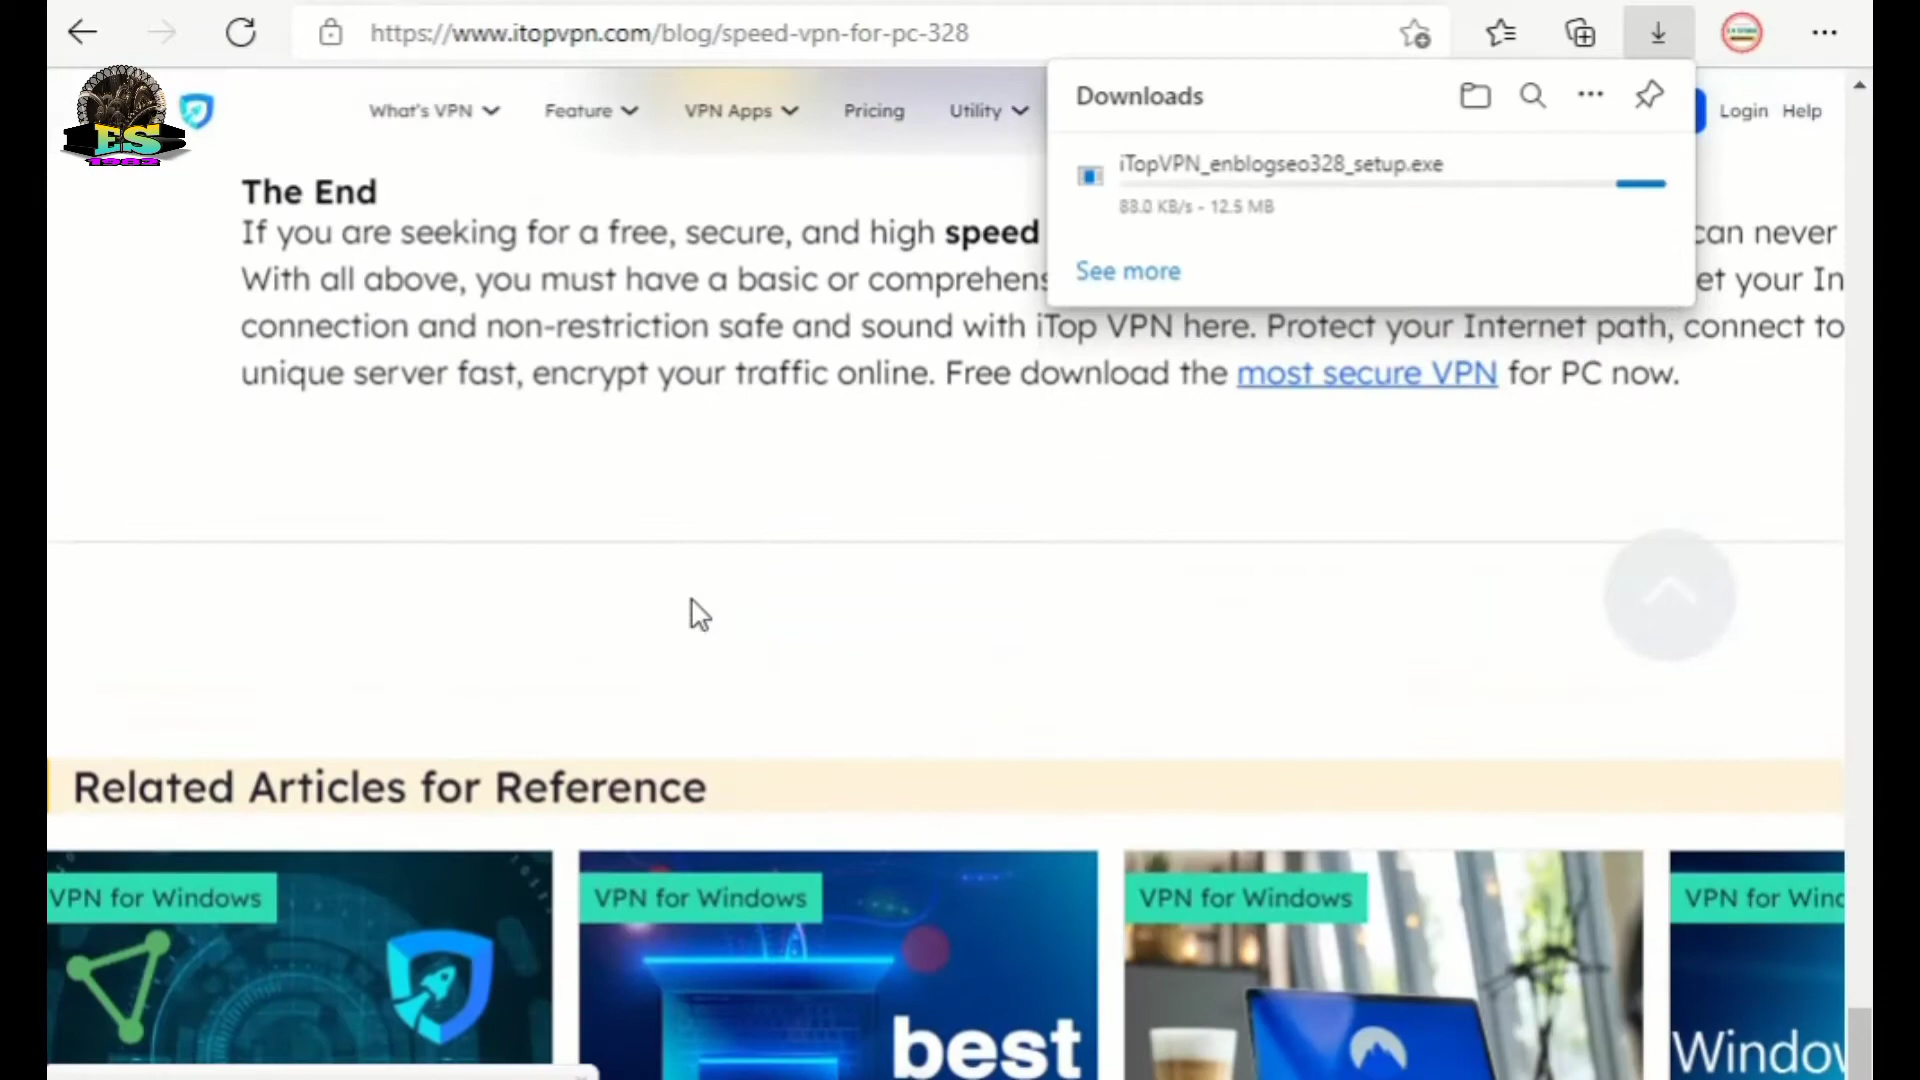 https://www.itopvpn.com/blog/speed-vpn-for-pc-328
ES
1982
What's VPN
Feature
VPN Apps
Pricing
Utility
Login
Help
Downloads
iTopVPN_enblogseo328_setup.exe
88.0 KB/s - 12.5 MB
See more
The End
If you are seeking for a free, secure, and high speed
can never
With all above, you must have a basic or comprehens
et your In
connection and non-restriction safe and sound with iTop VPN here. Protect your Internet path, connect to
unique server fast, encrypt your traffic online. Free download the most secure VPN for PC now.
Related Articles for Reference
VPN for Windows
VPN for Windows
best
VPN for Windows
VPN for Wind
Window